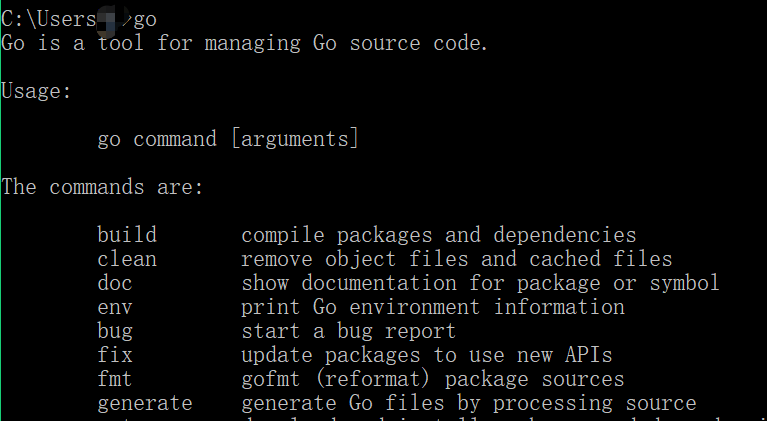 C:\Users go
Go is a tool for managing Go source code.
Usage:
go command [arguments]
The commands are:
build compile packages and dependencies
clean remove object files and cached files
doc show documentation for package or symbol
env print Go environment information
bug start a bug report
fix update packages to use new APIs
fmt gofmt (reformat) package sources
generate generate Go files by processing source